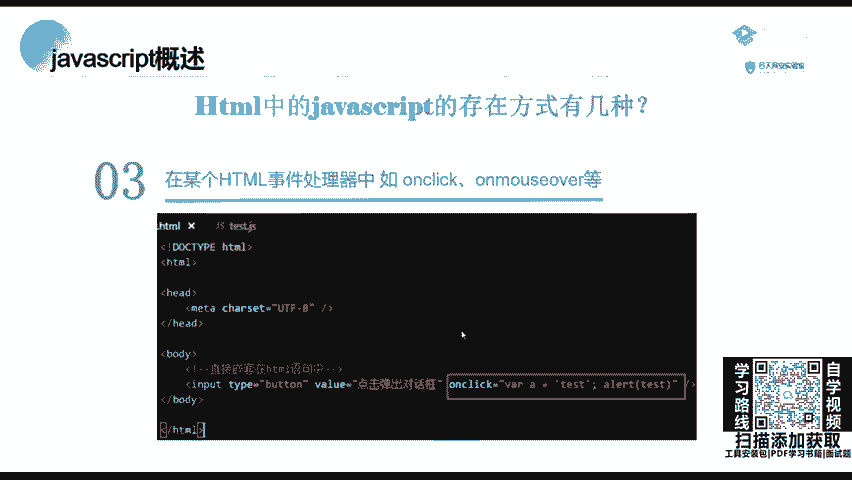 javascript概述
合天网安实验室
Html中的javascript的存在方式有几种？
03
在某个HTML事件处理器中 如 onclick、onmouseover等
.html × JS test.js
<!DOCTYPE html>
<html>
<head>
<meta charset="UTF-8" />
</head>
<body>
<!--直接嵌套在html语句中-->
<input type="button" value="点击弹出对话框" onclick="var a = 'test'; alert(test)" />
</body>
</html>
学习路线
自学视频
扫描添加获取
工具安装包|PDF学习书籍|面试题